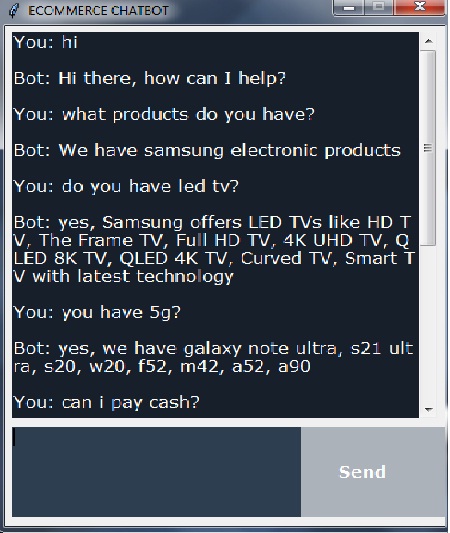 ECOMMERCE CHATBOT
You: hi
Bot: Hi there, how can I help?
You: what products do you have?
Bot: We have samsung electronic products
You: do you have led tv?
Bot: yes, Samsung offers LED TVs like HD T
V, The Frame TV, Full HD TV, 4K UHD TV, Q
LED 8K TV, QLED 4K TV, Curved TV, Smart T
V with latest technology
You: you have 5g?
Bot: yes, we have galaxy note ultra, s21 ult
ra, s20, w20, f52, m42, a52, a90
You: can i pay cash?
Send